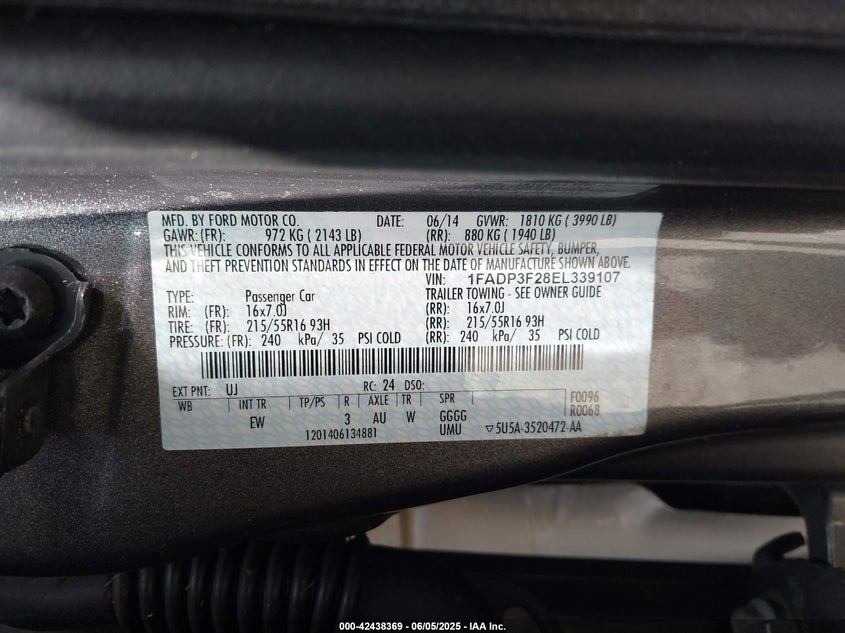 MFD. BY FORD MOTOR CO. DATE: 06/14 GVWR: 1810 KG ( 3990 LB)
GAWR: (FR): 972 KG ( 2143 LB) (RR): 880 KG ( 1940 LB)
THIS VEHICLE CONFORMS TO ALL APPLICABLE FEDERAL MOTOR VEHICLE SAFETY, BUMPER,
AND THEFT PREVENTION STANDARDS IN EFFECT ON THE DATE OF MANUFACTURE SHOWN ABOVE.
VIN: 1FADP3F28EL339107
TYPE: Passenger Car TRAILER TOWING - SEE OWNER GUIDE
RIM: (FR): 16x7.0J (RR): 16x7.0J
TIRE: (FR): 215/55R16 93H (RR): 215/55R16 93H
PRESSURE: (FR): 240 kPa/ 35 PSI COLD (RR): 240 kPa/ 35 PSI COLD
EXT PNT: UJ RC: 24 DSO:
WB INT TR TP/PS R AXLE TR SPR F0096
R0068
EW 3 AU W GGGG
1201406134881 UMU ▽5U5A-3520472-AA
000-42438369 - 06/05/2025 - IAA Inc.